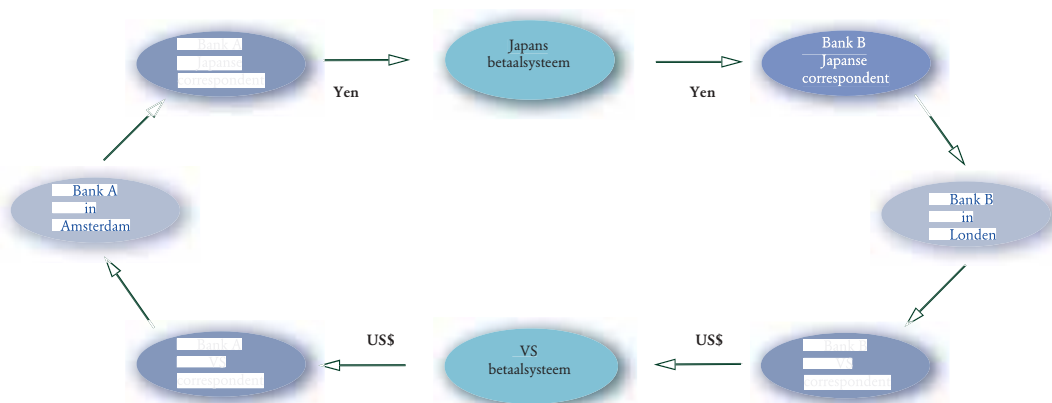 Bank A
Japanse
correspondent
Yen
Japans
betaalsysteem
Yen
Bank B
Japanse
correspondent
Bank A
in
Amsterdam
Bank B
in
Londen
Bank A
VS
correspondent
US$
VS
betaalsysteem
US$
Bank B
VS
correspondent